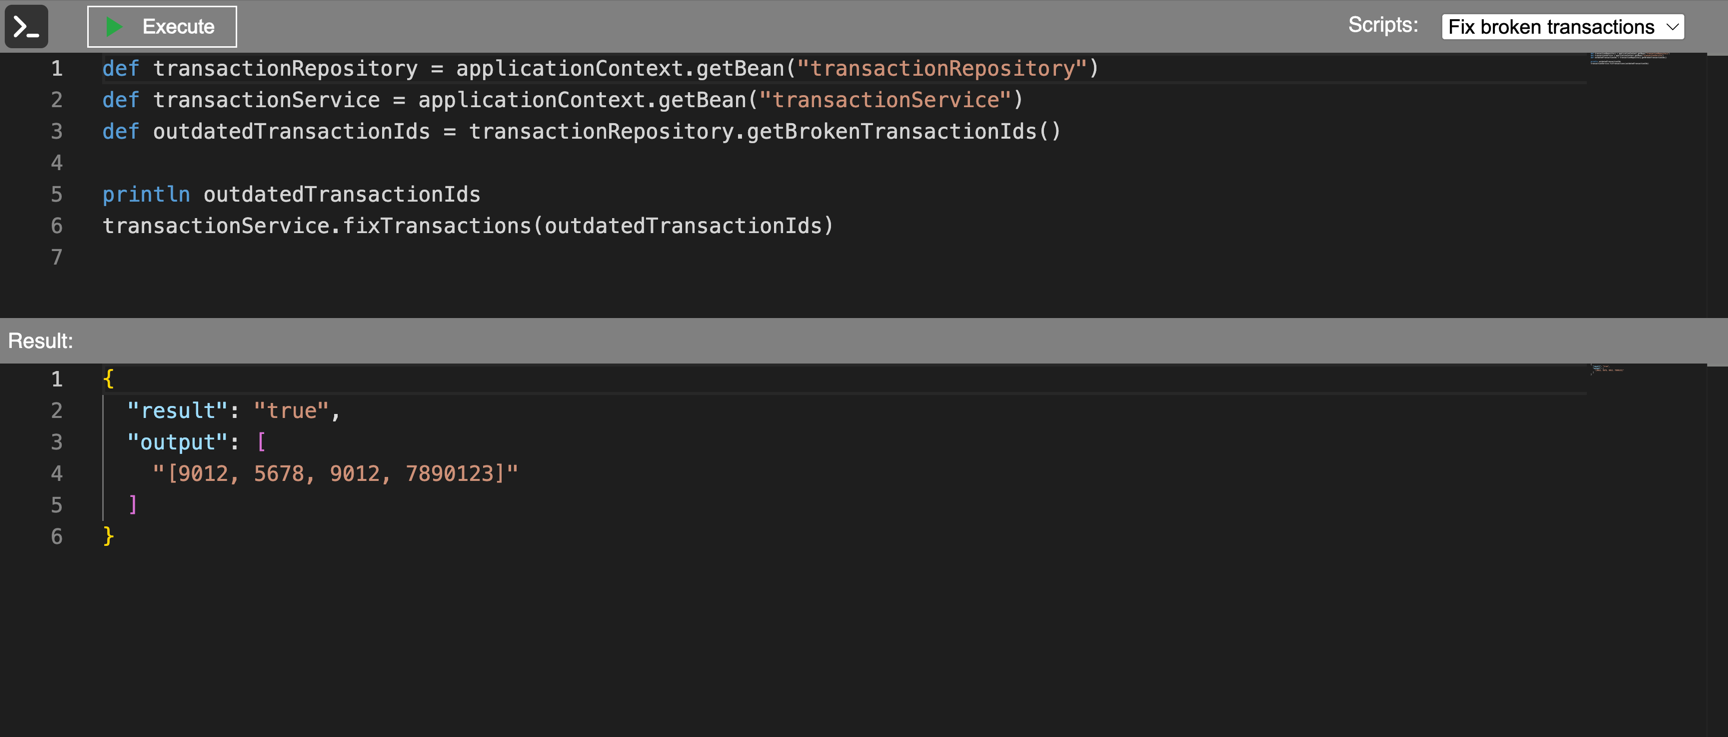 Execute
Scripts: Fix broken transactions
1 def transactionRepository = applicationContext.getBean("transactionRepository")
2 def transactionService = applicationContext.getBean("transactionService")
3 def outdatedTransactionIds = transactionRepository.getBrokenTransactionIds()
4
5 println outdatedTransactionIds
6 transactionService.fixTransactions(outdatedTransactionIds)
7
Result:
1 {
2 "result": "true",
3 "output": [
4 "[9012, 5678, 9012, 7890123]"
5 ]
6 }